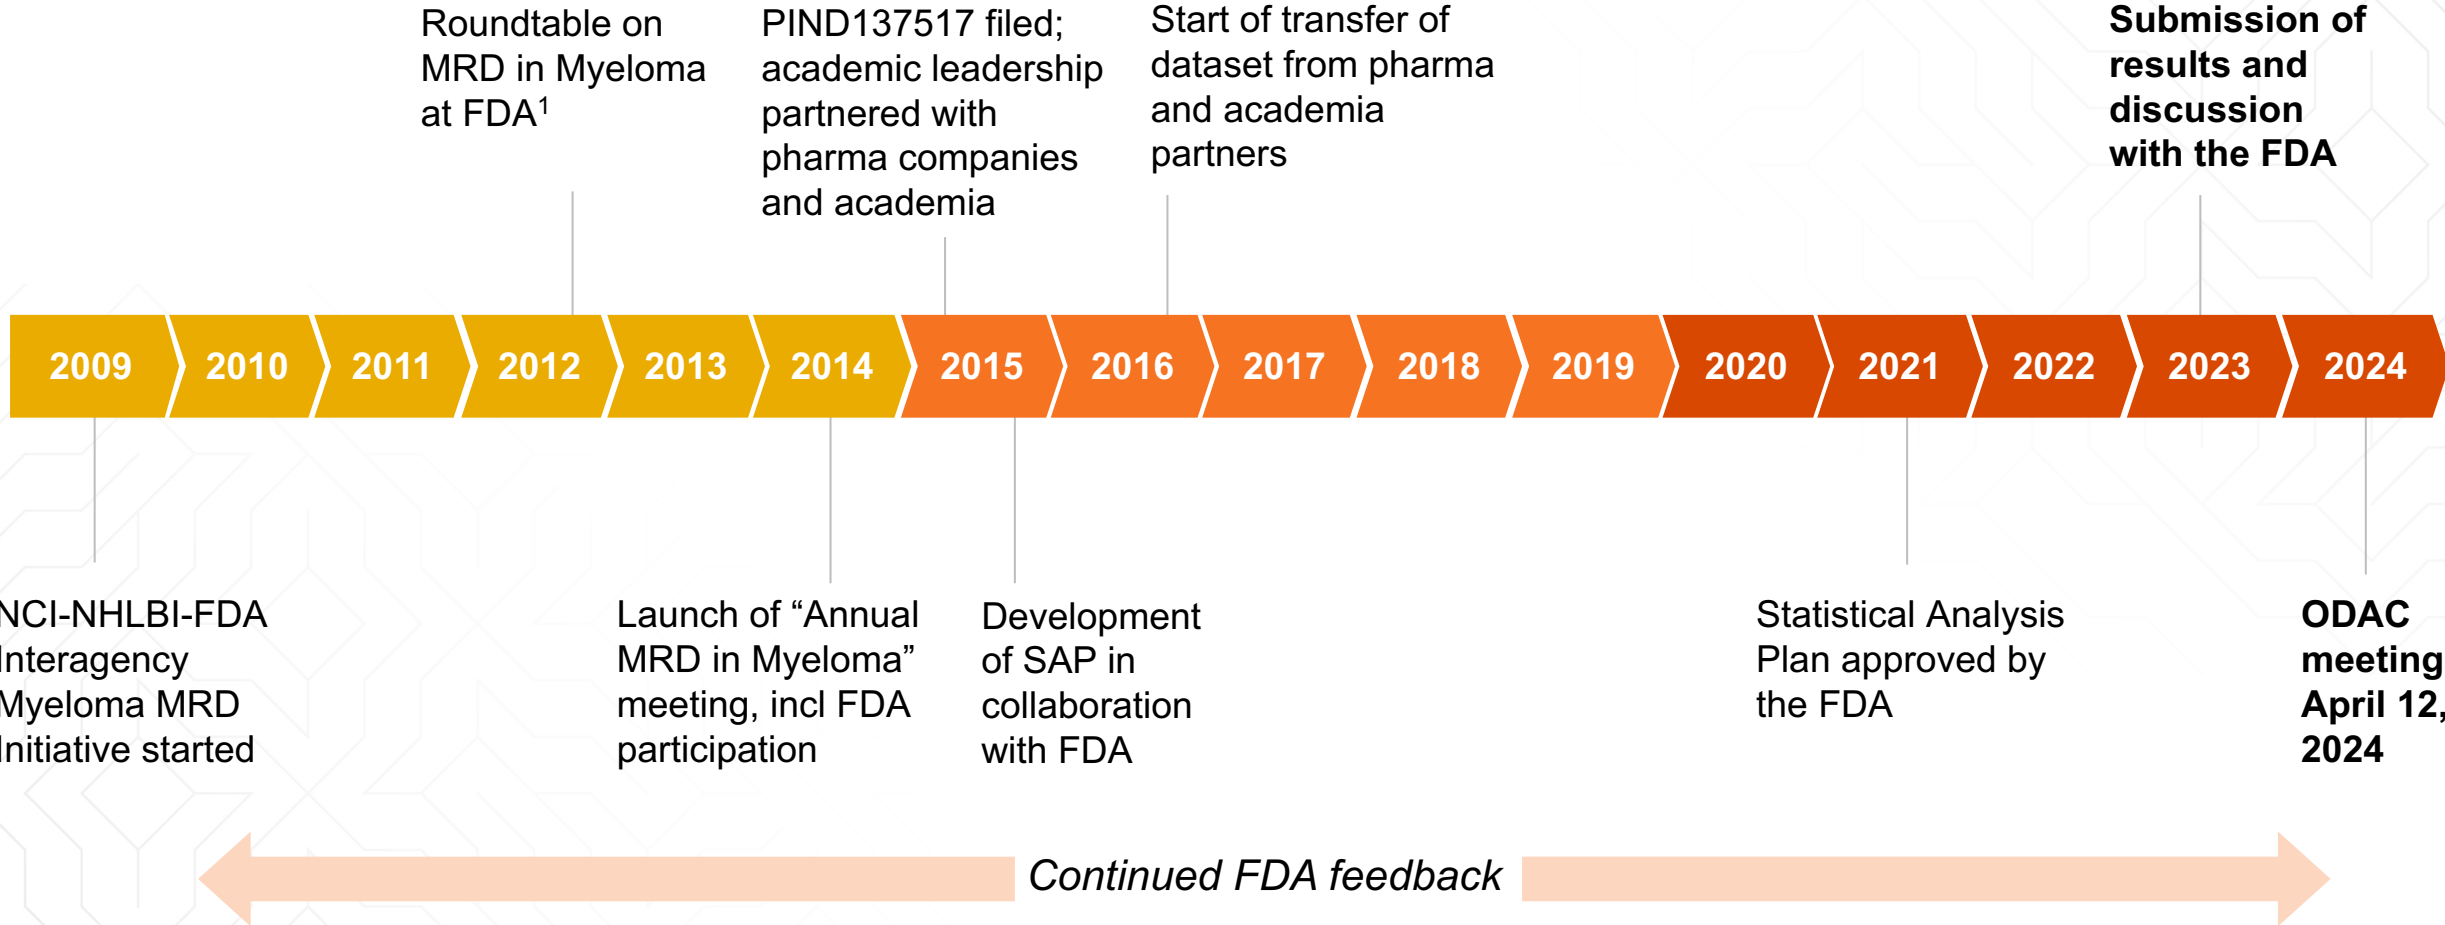 Roundtable on
MRD in Myeloma
at FDA1
PIND137517 filed;
academic leadership
partnered with
pharma companies
and academia
Start of transfer of
dataset from pharma
and academia
partners
Submission of
results and
discussion
with the FDA
2009 2010 2011 2012 2013 2014 2015 2016 2017 2018 2019 2020 2021 2022 2023 2024
NCI-NHLBI-FDA
Interagency
Myeloma MRD
Initiative started
Launch of “Annual
MRD in Myeloma”
meeting, incl FDA
participation
Development
of SAP in
collaboration
with FDA
Statistical Analysis
Plan approved by
the FDA
ODAC
meeting
April 12,
2024
Continued FDA feedback